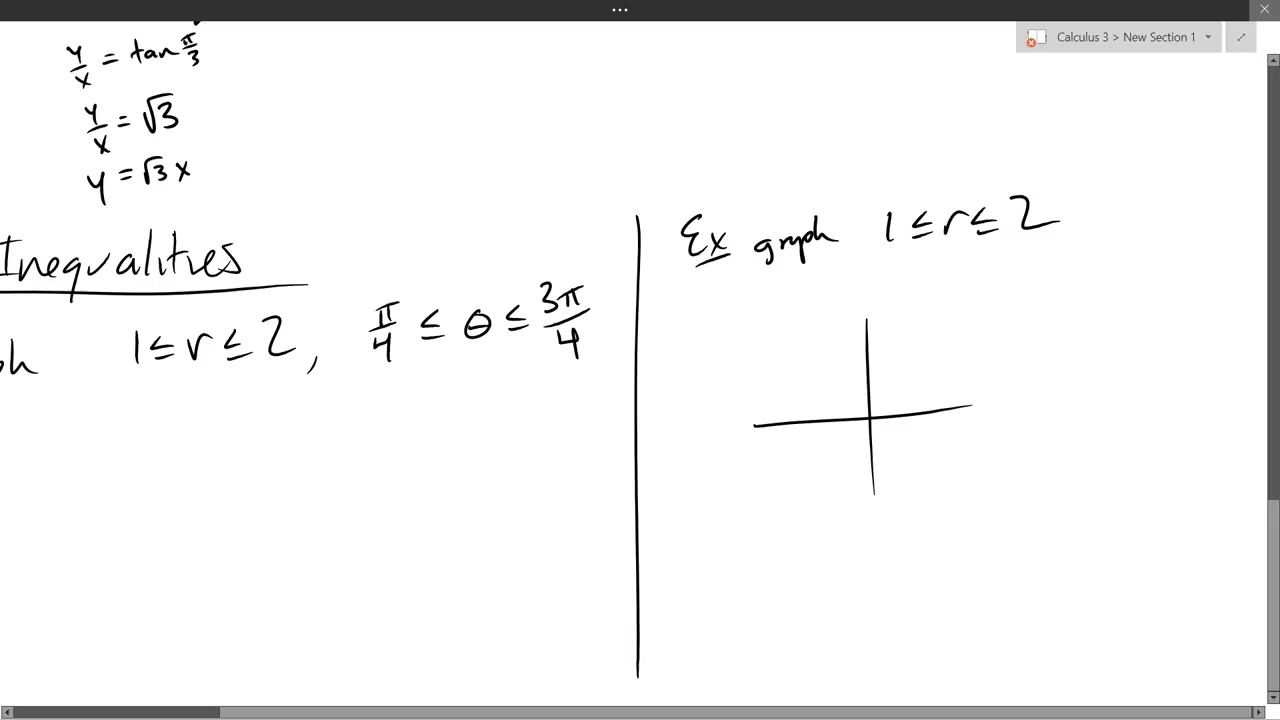 ...
Calculus 3 > New Section 1
y/x = tan π/3
y/x = √3
y = √3 x
Inequalities
1 ≤ r ≤ 2, π/4 ≤ θ ≤ 3π/4
Ex graph 1 ≤ r ≤ 2